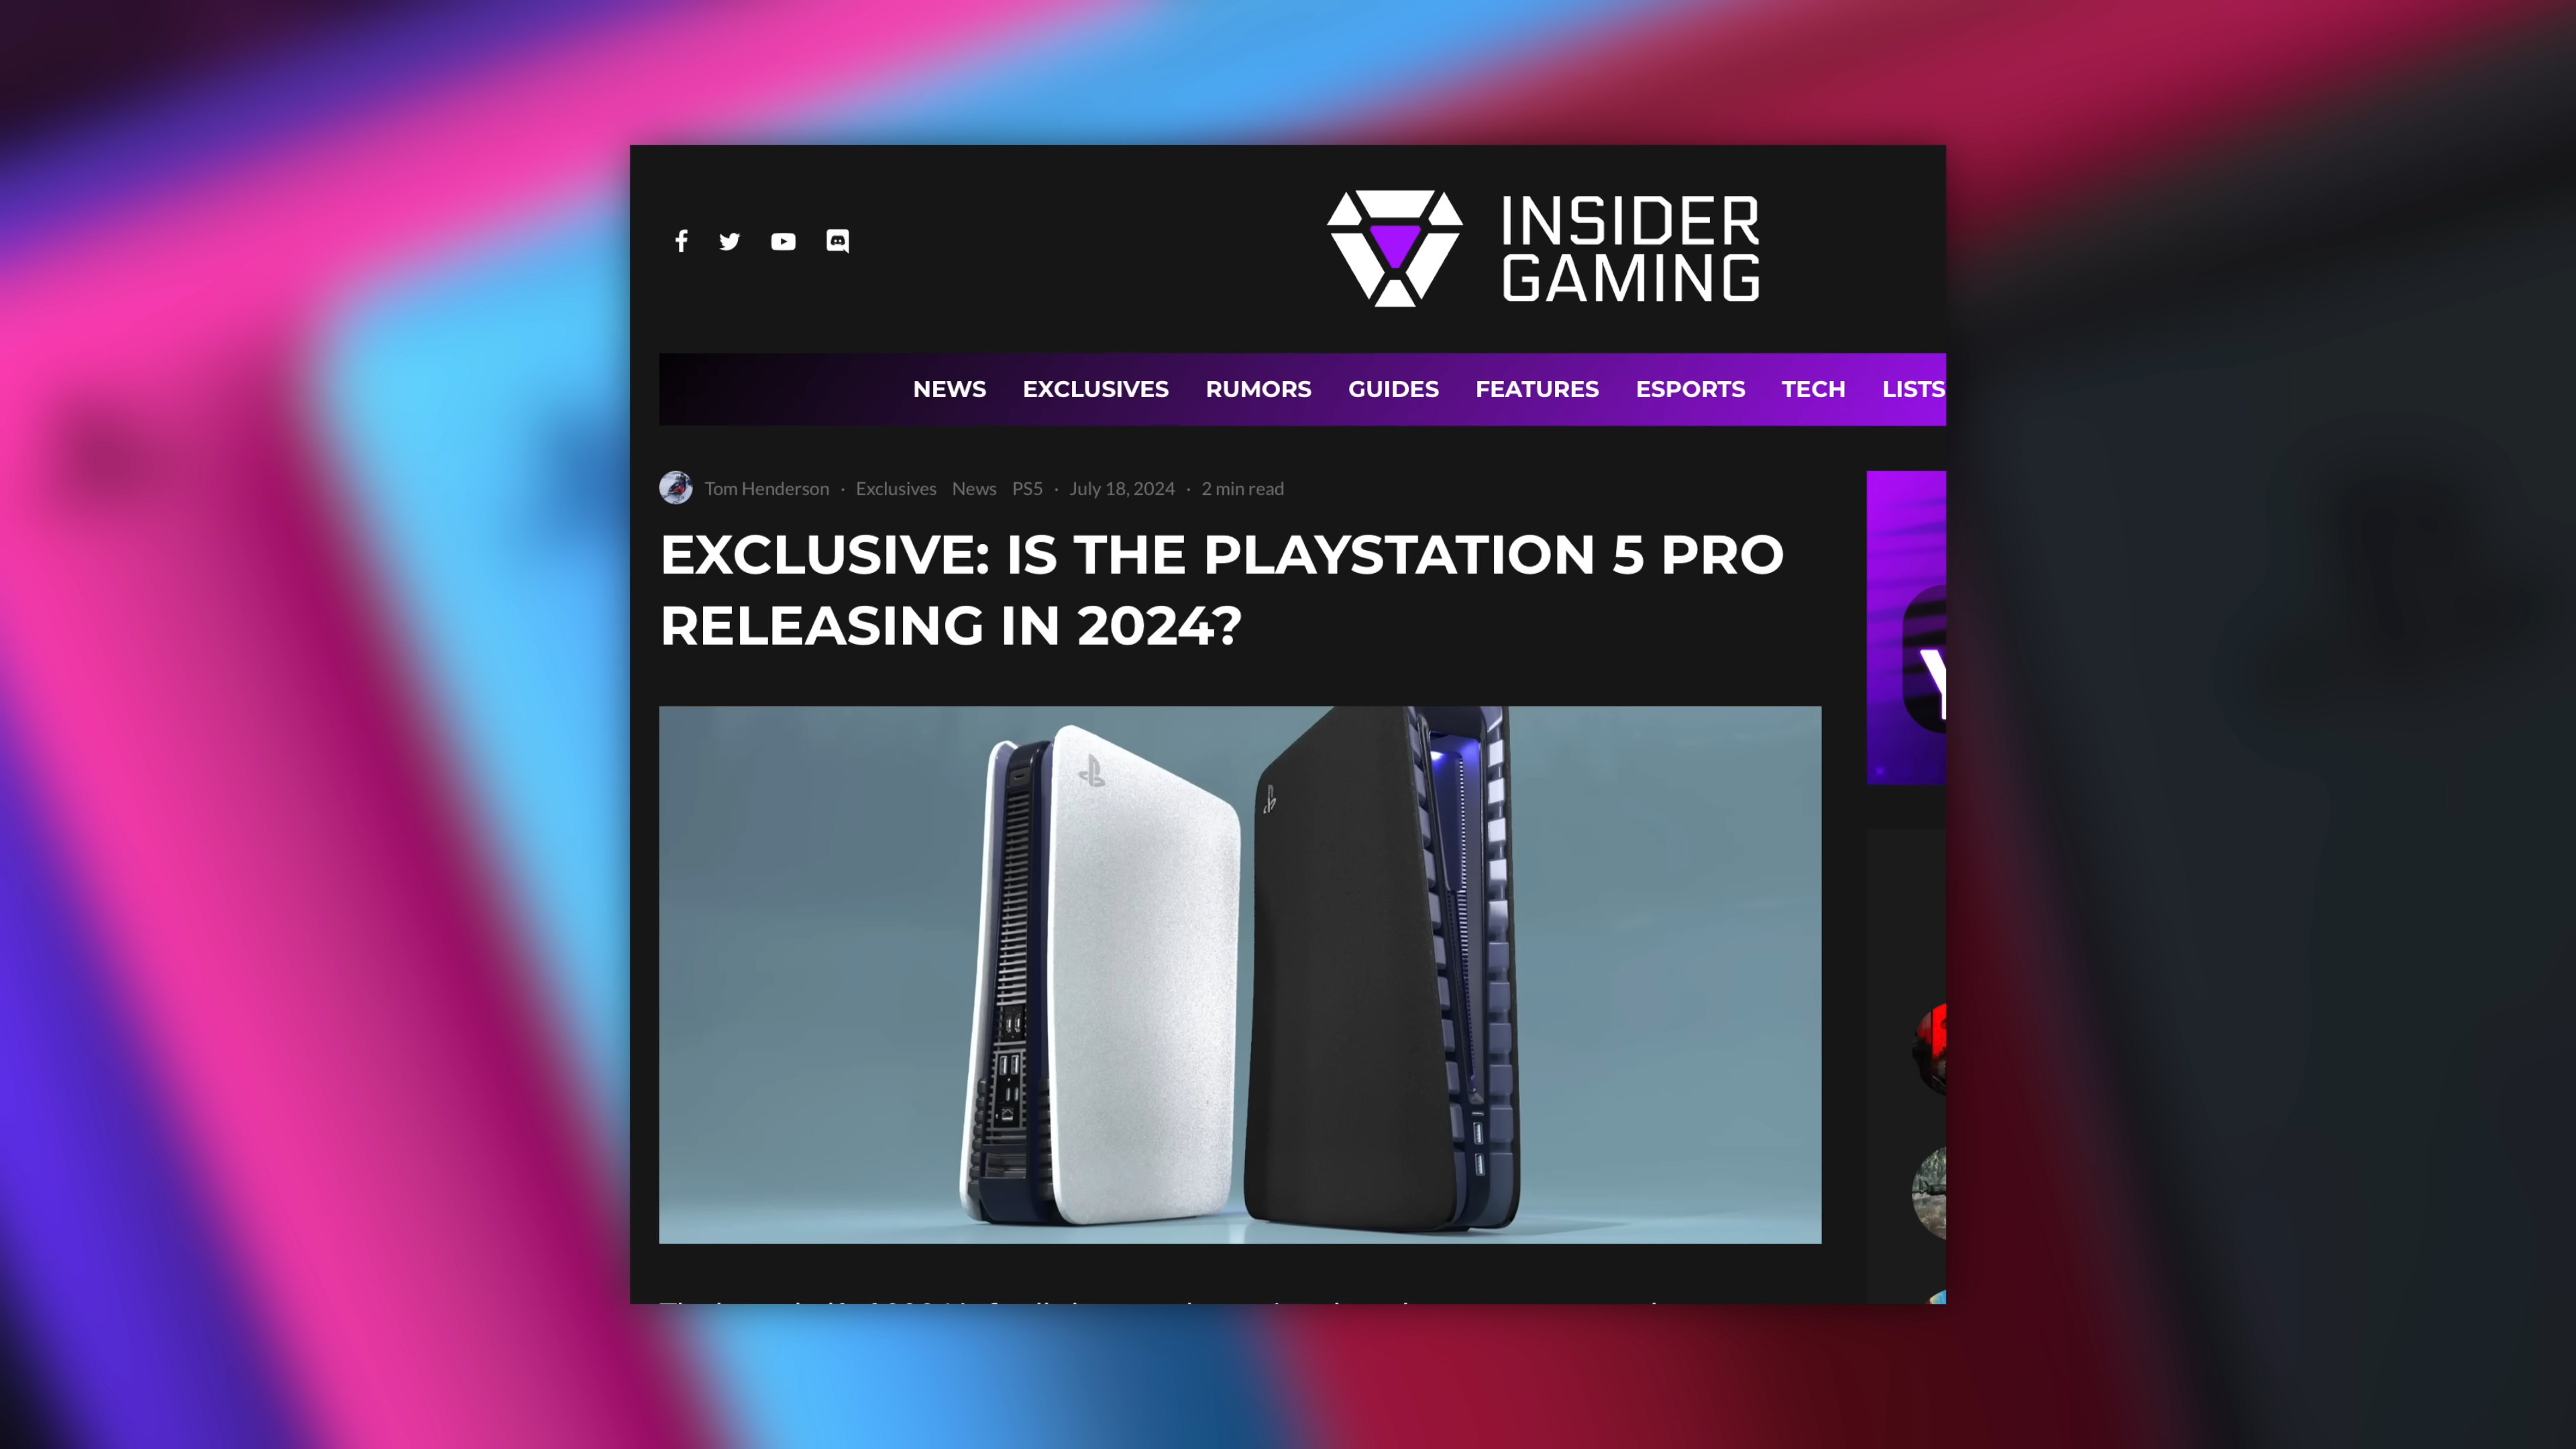 INSIDER
GAMING
NEWS EXCLUSIVES RUMORS GUIDES FEATURES ESPORTS TECH LISTS
Tom Henderson · Exclusives News PS5 · July 18, 2024 · 2 min read
EXCLUSIVE: IS THE PLAYSTATION 5 PRO
RELEASING IN 2024?